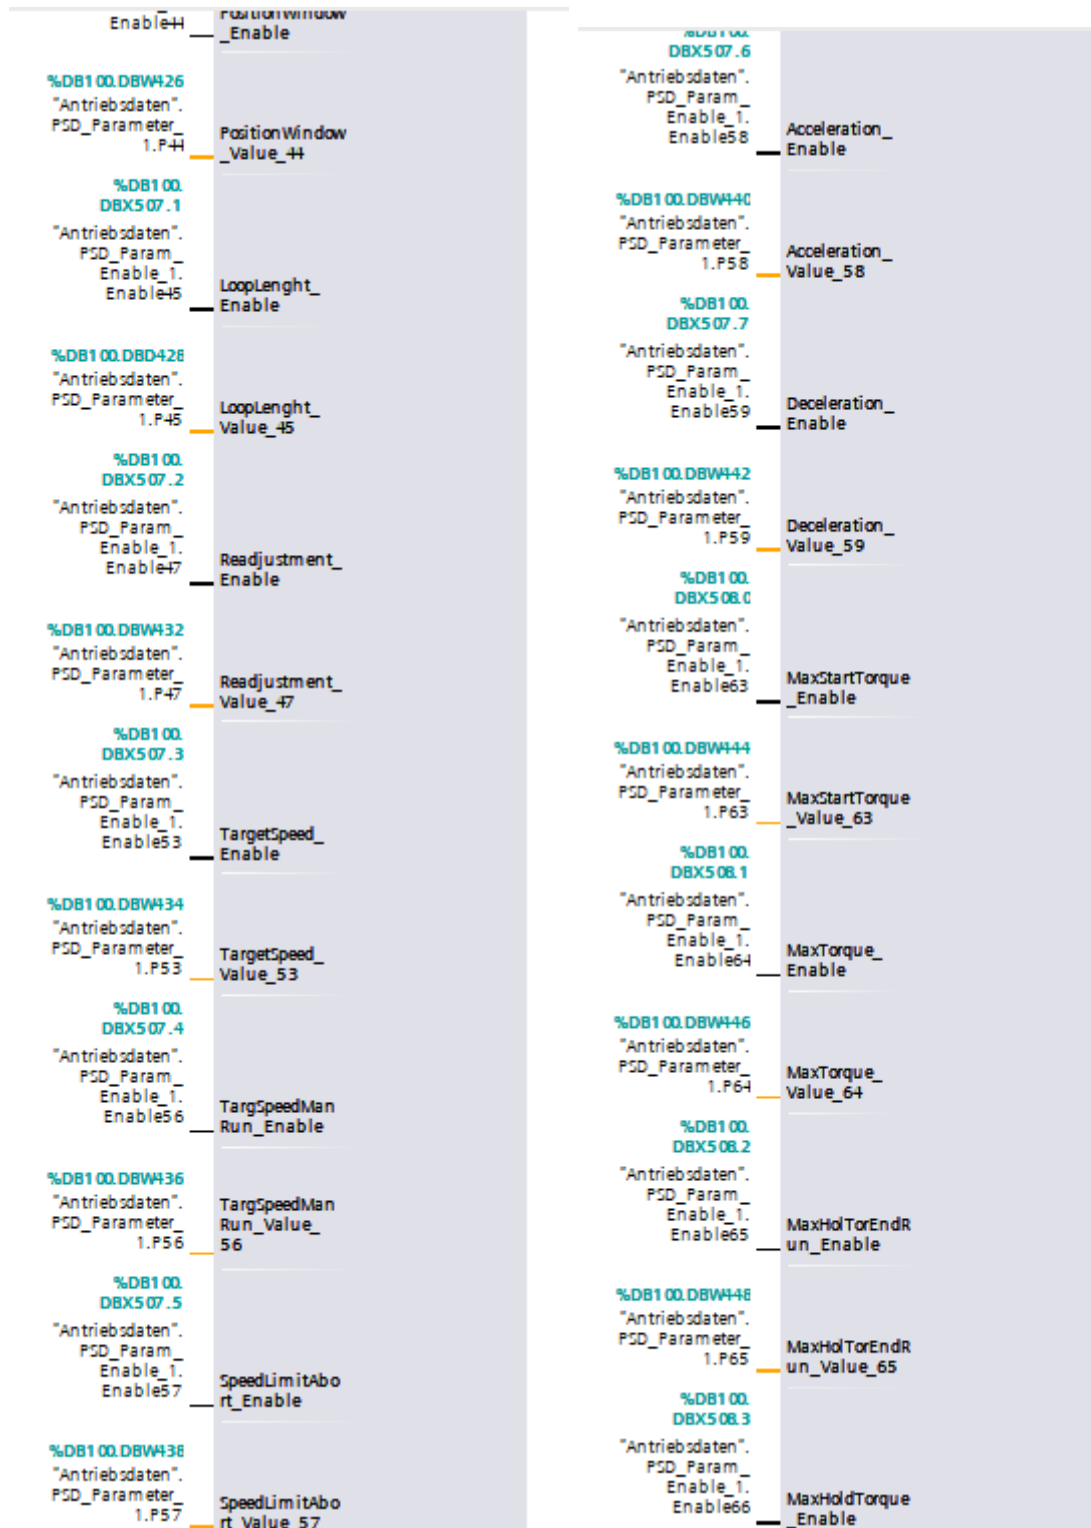 Enable44
PositionWindow
_Enable
%DB100.DBW426
"Antriebsdaten".
PSD_Parameter_
1.P44
PositionWindow
_Value_44
%DB100.
DBX507.1
"Antriebsdaten".
PSD_Param_
Enable_1.
Enable45
LoopLenght_
Enable
%DB100.DBD428
"Antriebsdaten".
PSD_Parameter_
1.P45
LoopLenght_
Value_45
%DB100.
DBX507.2
"Antriebsdaten".
PSD_Param_
Enable_1.
Enable47
Readjustment_
Enable
%DB100.DBW432
"Antriebsdaten".
PSD_Parameter_
1.P47
Readjustment_
Value_47
%DB100.
DBX507.3
"Antriebsdaten".
PSD_Param_
Enable_1.
Enable53
TargetSpeed_
Enable
%DB100.DBW434
"Antriebsdaten".
PSD_Parameter_
1.P53
TargetSpeed_
Value_53
%DB100.
DBX507.4
"Antriebsdaten".
PSD_Param_
Enable_1.
Enable56
TargSpeedMan
Run_Enable
%DB100.DBW436
"Antriebsdaten".
PSD_Parameter_
1.P56
TargSpeedMan
Run_Value_
56
%DB100.
DBX507.5
"Antriebsdaten".
PSD_Param_
Enable_1.
Enable57
SpeedLimitAbo
rt_Enable
%DB100.DBW438
"Antriebsdaten".
PSD_Parameter_
1.P57
SpeedLimitAbo
rt_Value_57
%DB100.
DBX507.6
"Antriebsdaten".
PSD_Param_
Enable_1.
Enable58
Acceleration_
Enable
%DB100.DBW440
"Antriebsdaten".
PSD_Parameter_
1.P58
Acceleration_
Value_58
%DB100.
DBX507.7
"Antriebsdaten".
PSD_Param_
Enable_1.
Enable59
Deceleration_
Enable
%DB100.DBW442
"Antriebsdaten".
PSD_Parameter_
1.P59
Deceleration_
Value_59
%DB100.
DBX508.0
"Antriebsdaten".
PSD_Param_
Enable_1.
Enable63
MaxStartTorque
_Enable
%DB100.DBW444
"Antriebsdaten".
PSD_Parameter_
1.P63
MaxStartTorque
_Value_63
%DB100.
DBX508.1
"Antriebsdaten".
PSD_Param_
Enable_1.
Enable64
MaxTorque_
Enable
%DB100.DBW446
"Antriebsdaten".
PSD_Parameter_
1.P64
MaxTorque_
Value_64
%DB100.
DBX508.2
"Antriebsdaten".
PSD_Param_
Enable_1.
Enable65
MaxHolTorEndR
un_Enable
%DB100.DBW448
"Antriebsdaten".
PSD_Parameter_
1.P65
MaxHolTorEndR
un_Value_65
%DB100.
DBX508.3
"Antriebsdaten".
PSD_Param_
Enable_1.
Enable66
MaxHoldTorque
_Enable